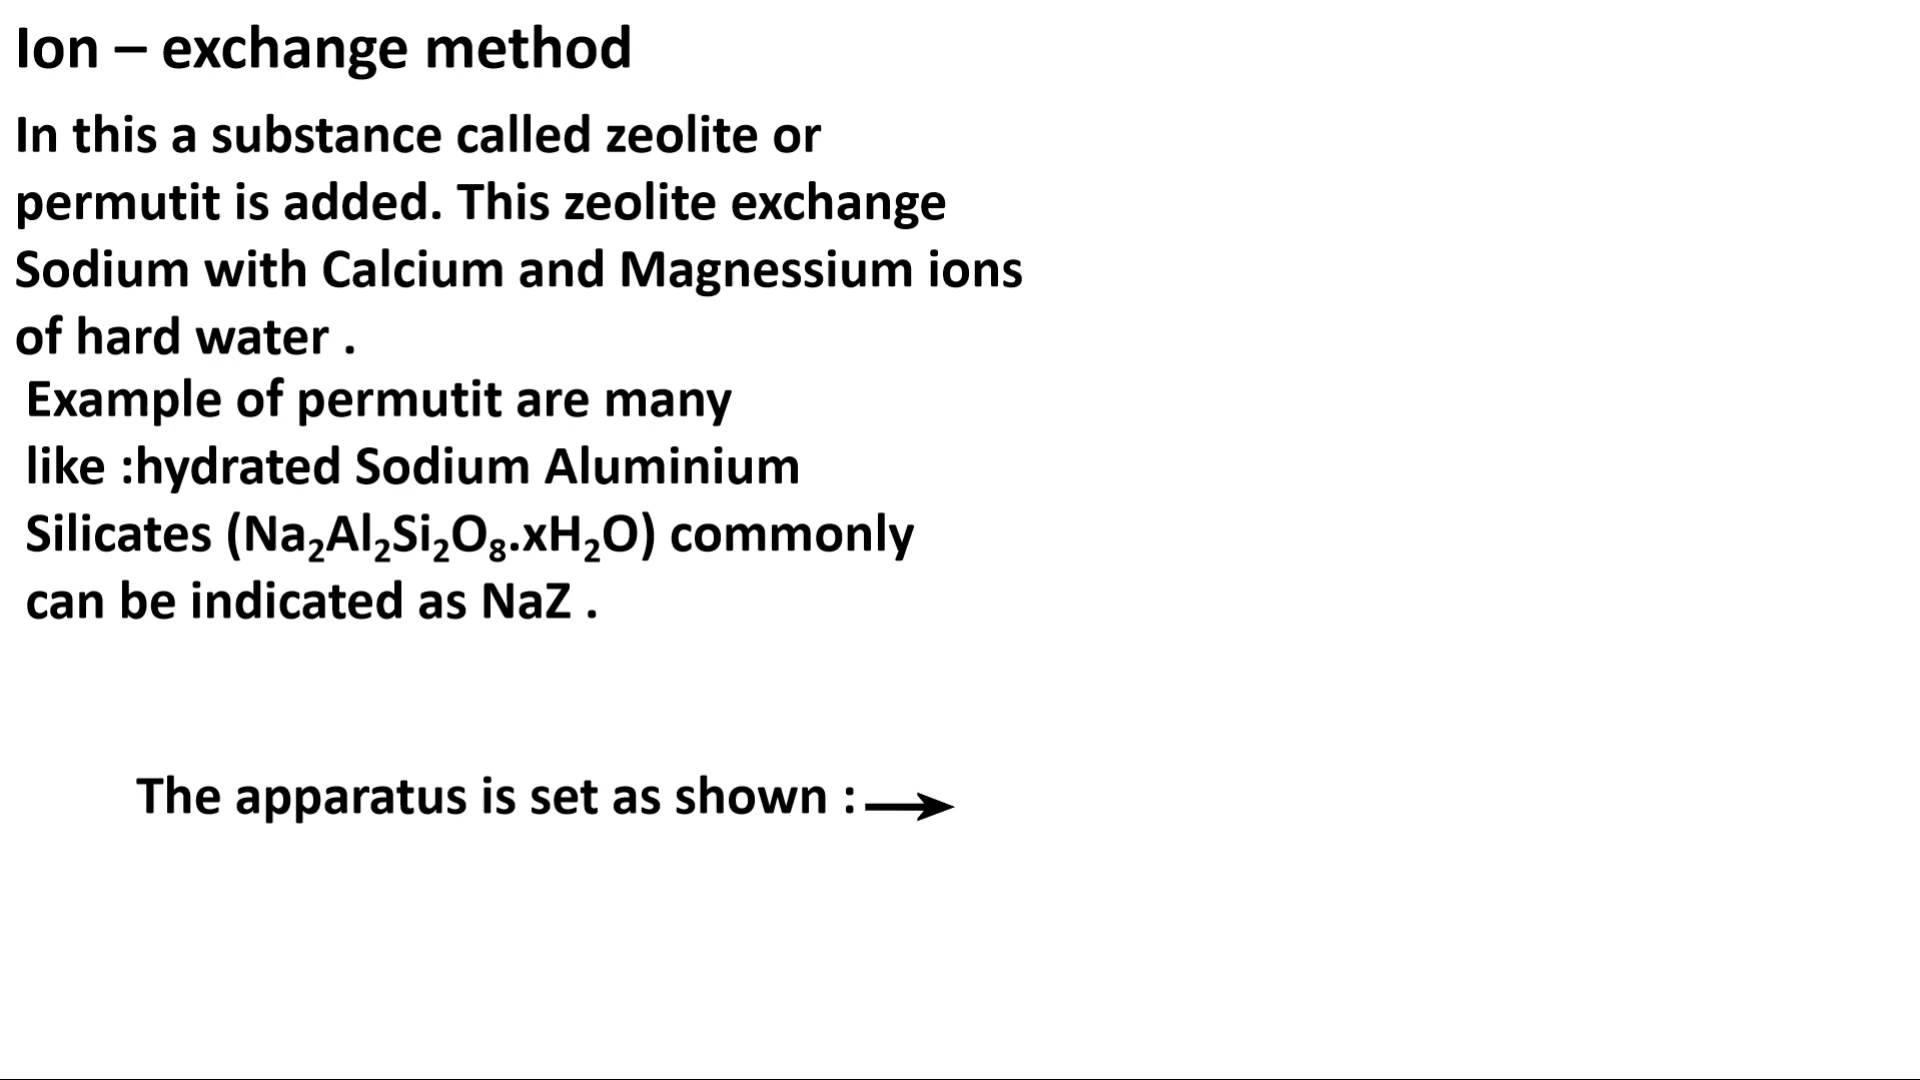 Ion – exchange method
In this a substance called zeolite or
permutit is added. This zeolite exchange
Sodium with Calcium and Magnessium ions
of hard water .
Example of permutit are many
like :hydrated Sodium Aluminium
Silicates (Na₂Al₂Si₂O₈.xH₂O) commonly
can be indicated as NaZ .
The apparatus is set as shown :